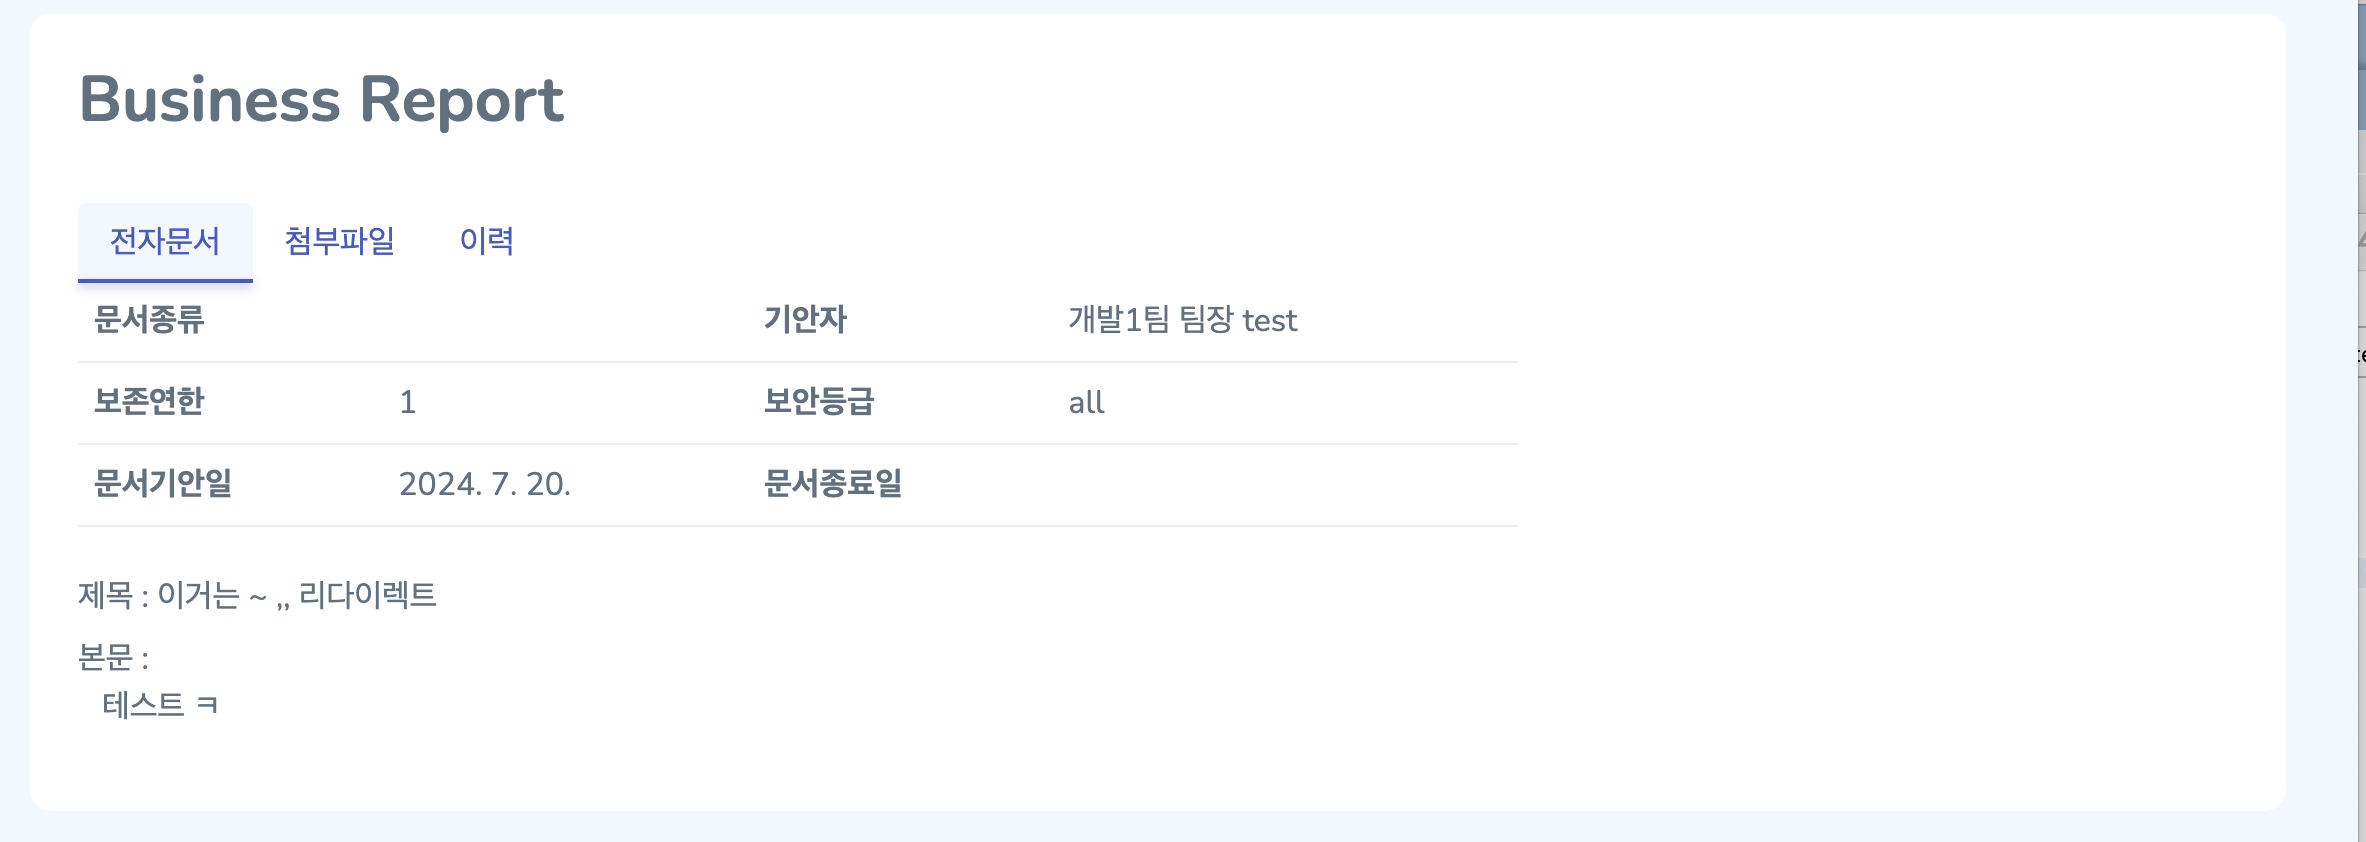 Business Report
전자문서 첨부파일 이력
문서종류 기안자 개발1팀 팀장 test
보존연한 1 보안등급 all
문서기안일 2024. 7. 20. 문서종료일
제목 : 이거는 ~ ,, 리다이렉트
본문 :
테스트 ㅋ